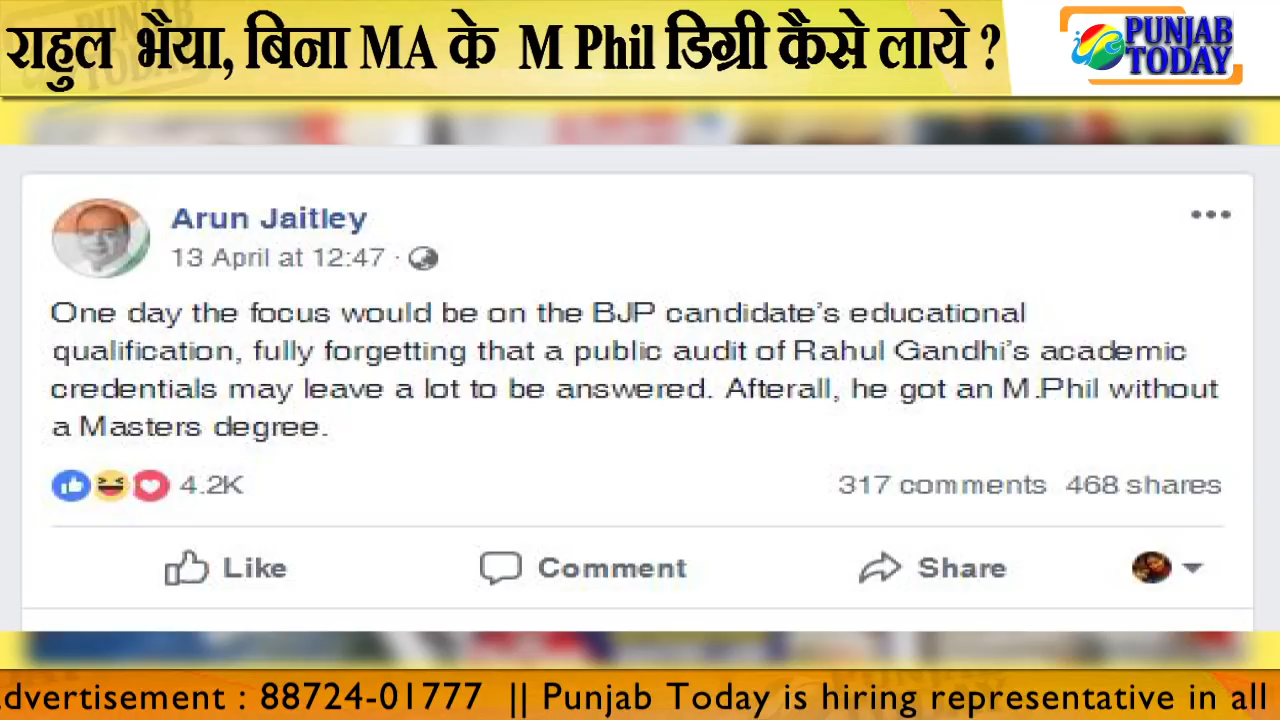 राहुल भैया, बिना MA के M Phil डिग्री कैसे लाये ?
PUNJAB
TODAY
Arun Jaitley
13 April at 12:47 ·
One day the focus would be on the BJP candidate's educational
qualification, fully forgetting that a public audit of Rahul Gandhi's academic
credentials may leave a lot to be answered. Afterall, he got an M.Phil without
a Masters degree.
4.2K 317 comments 468 shares
Like Comment Share
dvertisement : 88724-01777 || Punjab Today is hiring representative in all